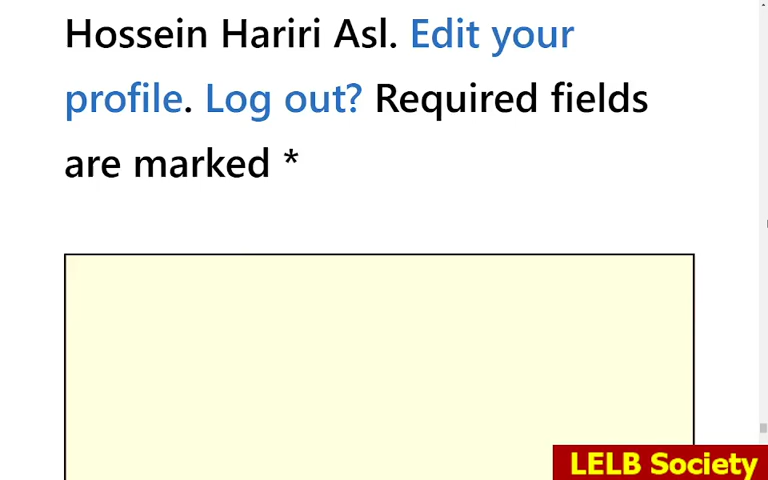 Hossein Hariri Asl. Edit your
profile. Log out? Required fields
are marked *
LELB Society